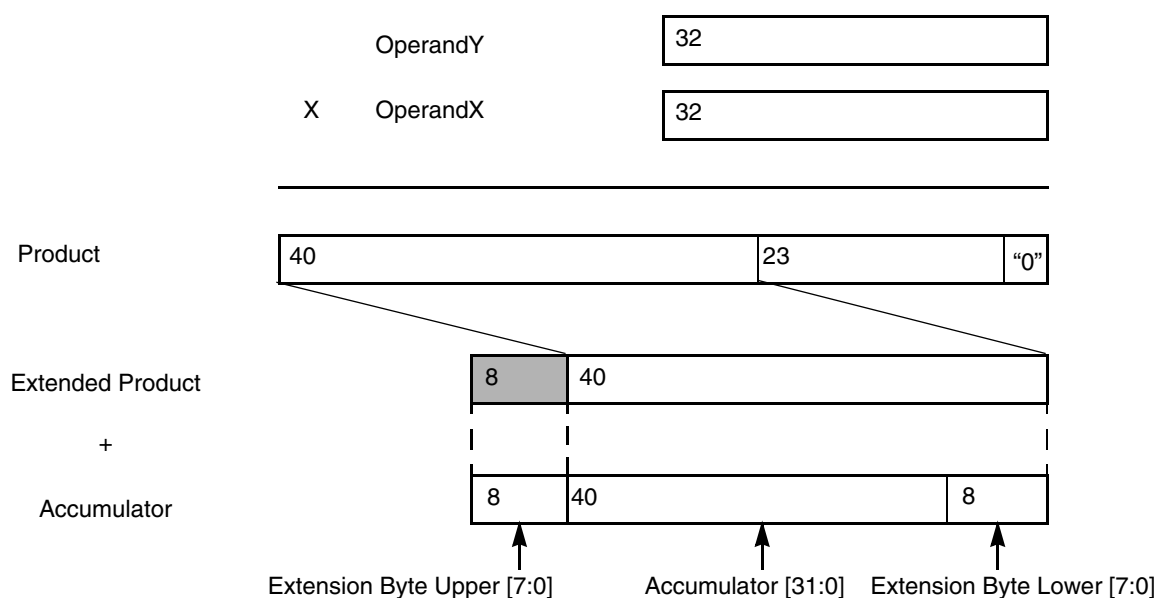 OperandY 32
X OperandX 32
Product 40 23 “0”
Extended Product 8 40
+
Accumulator 8 40 8
Extension Byte Upper [7:0] Accumulator [31:0] Extension Byte Lower [7:0]